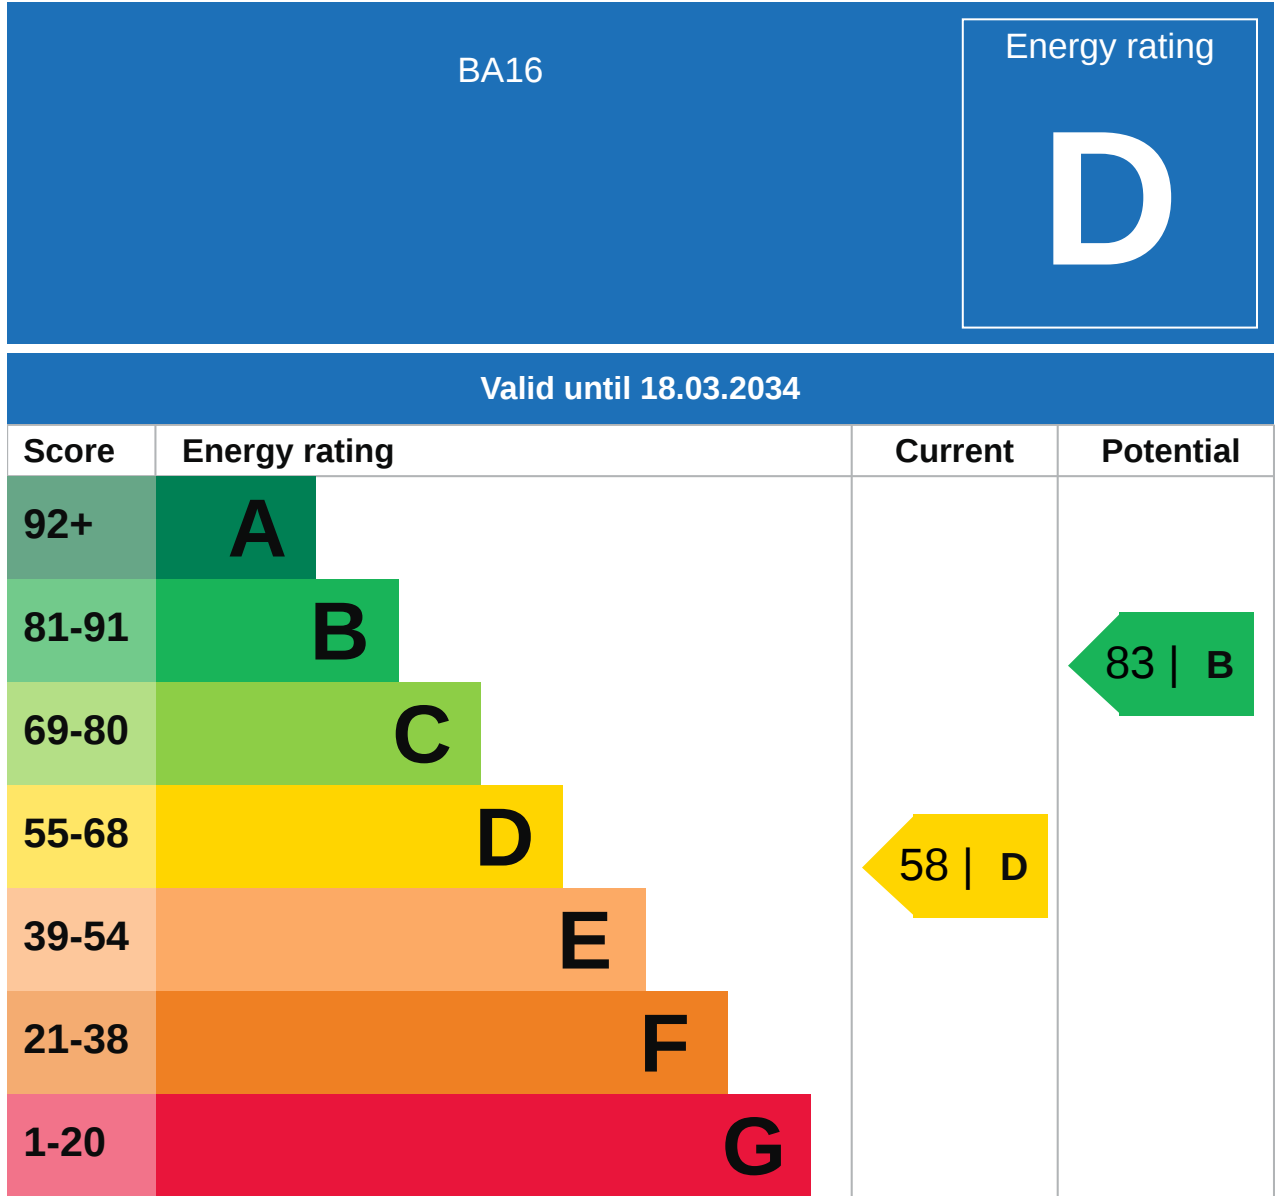 BA16
Energy rating
D
Valid until 18.03.2034
Score Energy rating Current Potential
92+ A
81-91 B
83 | B
69-80 C
55-68 D
58 | D
39-54 E
21-38 F
1-20 G